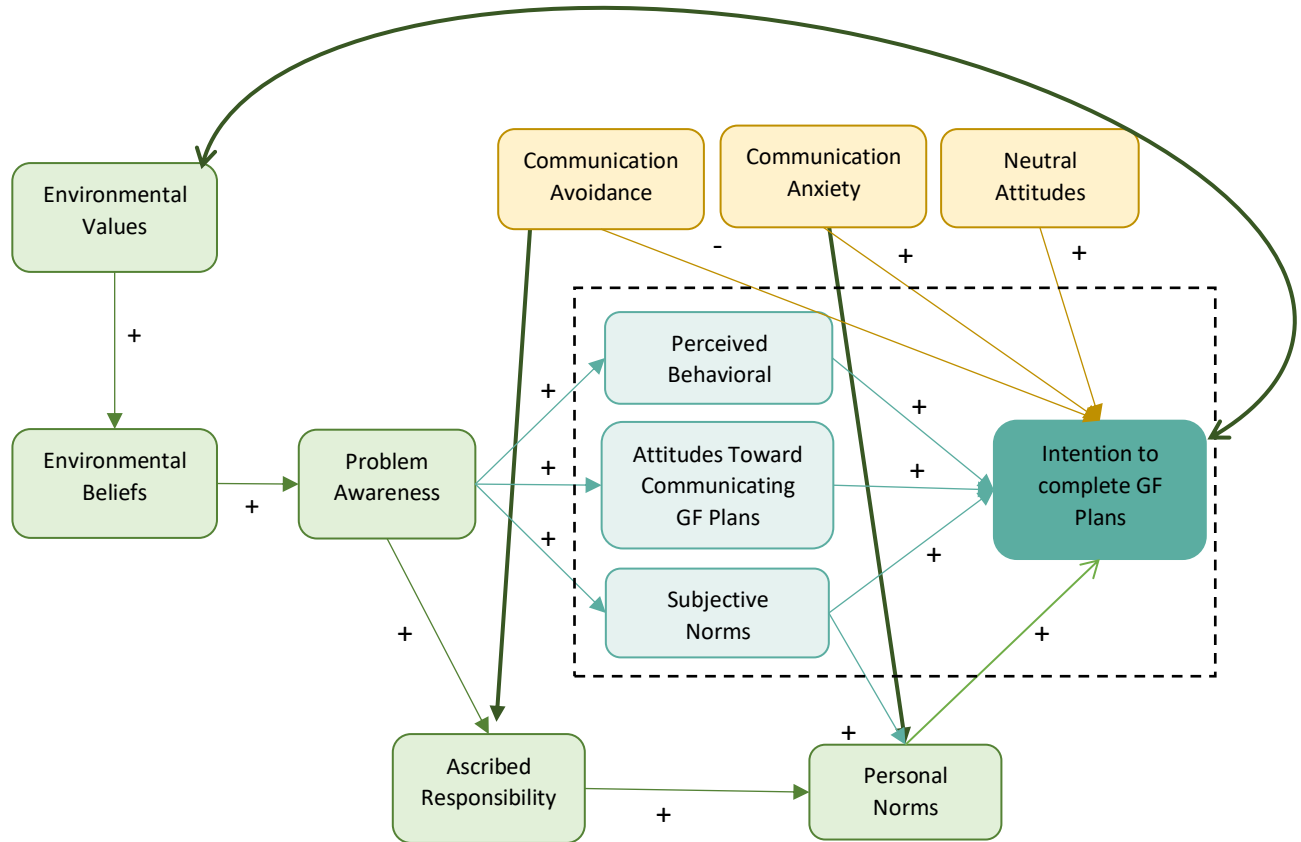 Communication
Avoidance
Communication
Anxiety
Neutral
Attitudes
Environmental
Values
-
+
+
+
Perceived
Behavioral
+
+
Environmental
Beliefs
+
Problem
Awareness
+
Attitudes Toward
Communicating
GF Plans
+
Intention to
complete GF
Plans
+
+
Subjective
Norms
+
+
+
Ascribed
Responsibility
+
Personal
Norms
+